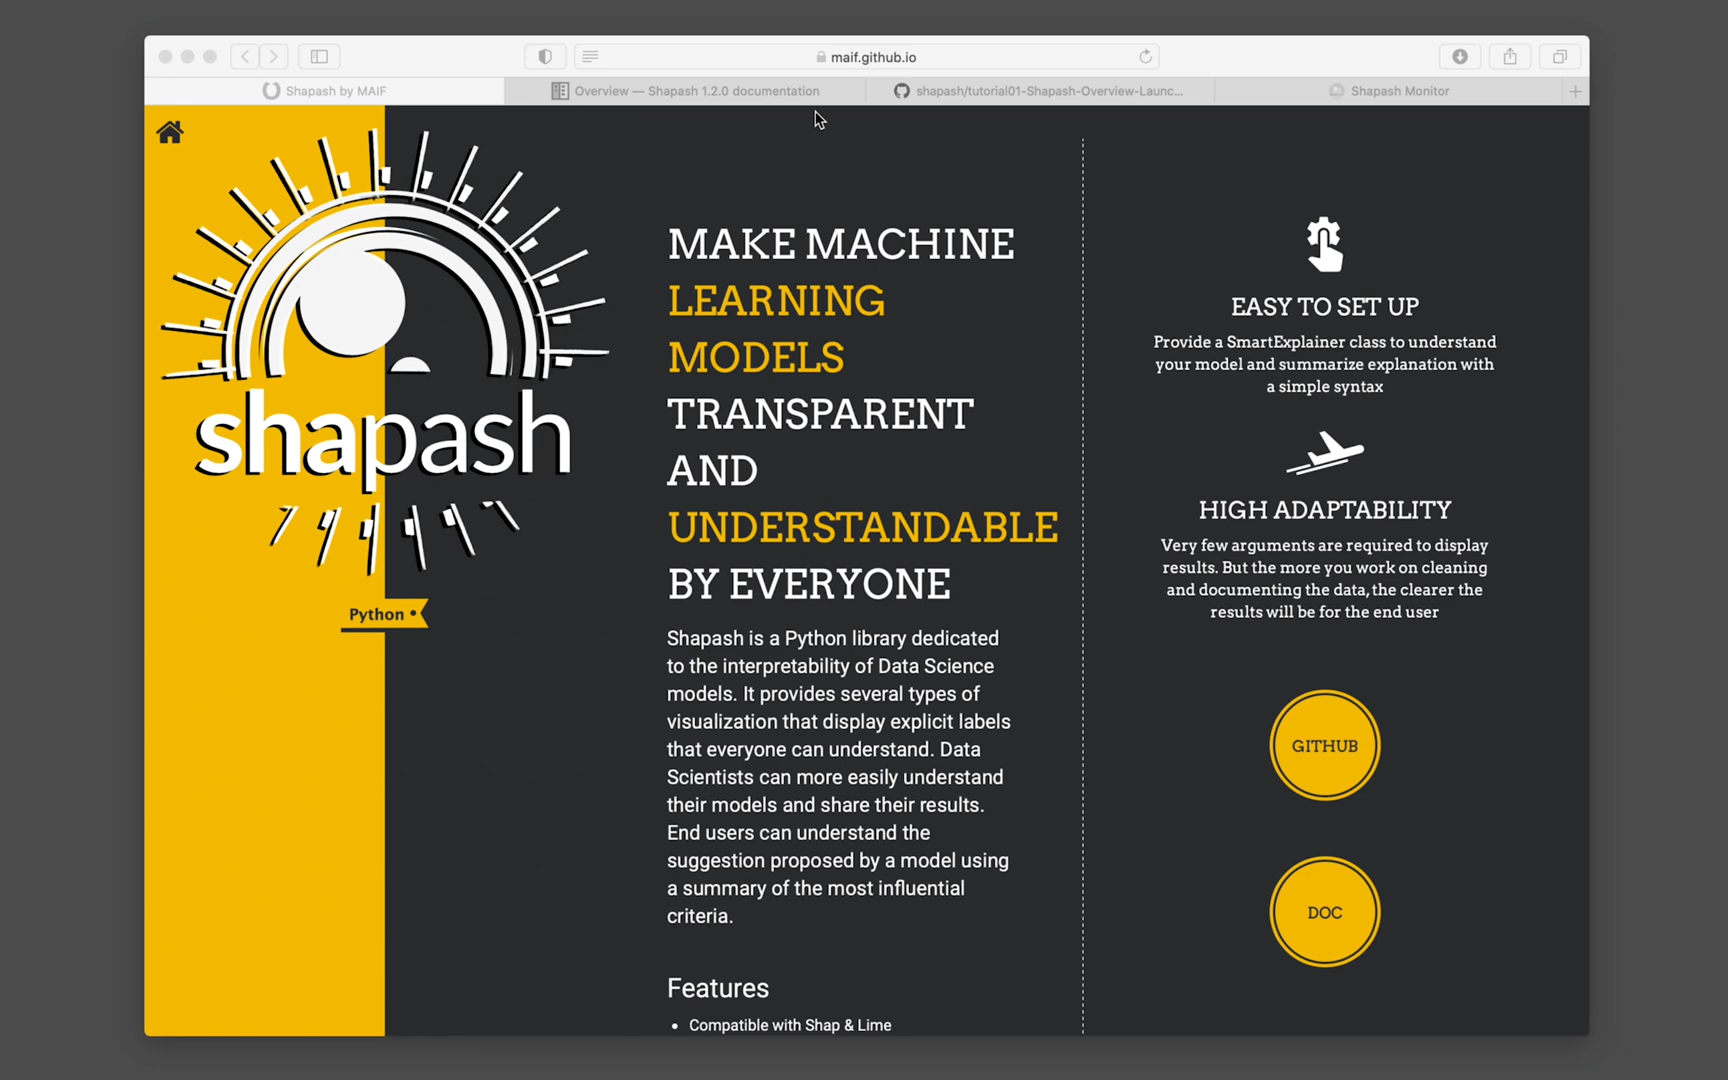 maif.github.io
Shapash by MAIF
Overview — Shapash 1.2.0 documentation
shapash/tutorial01-Shapash-Overview-Launc...
Shapash Monitor
shapash
Python
MAKE MACHINE
LEARNING
MODELS
TRANSPARENT
AND
UNDERSTANDABLE
BY EVERYONE
Shapash is a Python library dedicated
to the interpretability of Data Science
models. It provides several types of
visualization that display explicit labels
that everyone can understand. Data
Scientists can more easily understand
their models and share their results.
End users can understand the
suggestion proposed by a model using
a summary of the most influential
criteria.
Features
• Compatible with Shap & Lime
EASY TO SET UP
Provide a SmartExplainer class to understand
your model and summarize explanation with
a simple syntax
HIGH ADAPTABILITY
Very few arguments are required to display
results. But the more you work on cleaning
and documenting the data, the clearer the
results will be for the end user
GITHUB
DOC